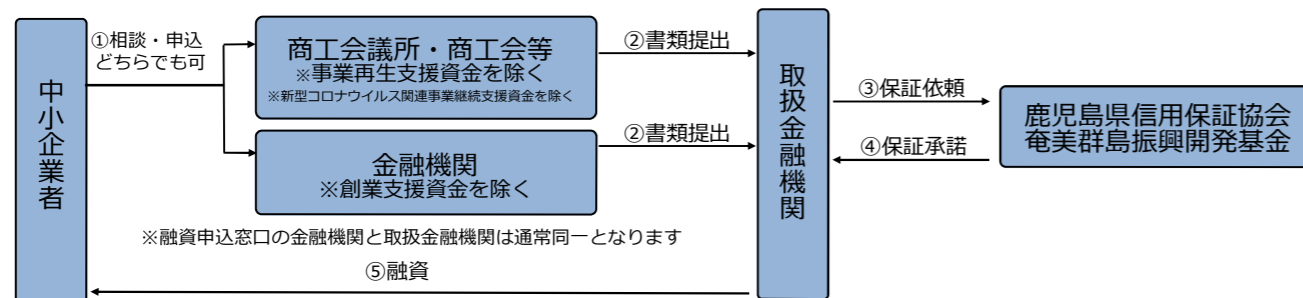 中小企業者
①相談・申込
どちらでも可
商工会議所・商工会等
※事業再生支援資金を除く
※新型コロナウイルス関連事業継続支援資金を除く
②書類提出
金融機関
※創業支援資金を除く
②書類提出
取扱金融機関
③保証依頼
④保証承諾
鹿児島県信用保証協会
奄美群島振興開発基金
※融資申込窓口の金融機関と取扱金融機関は通常同一となります
⑤融資